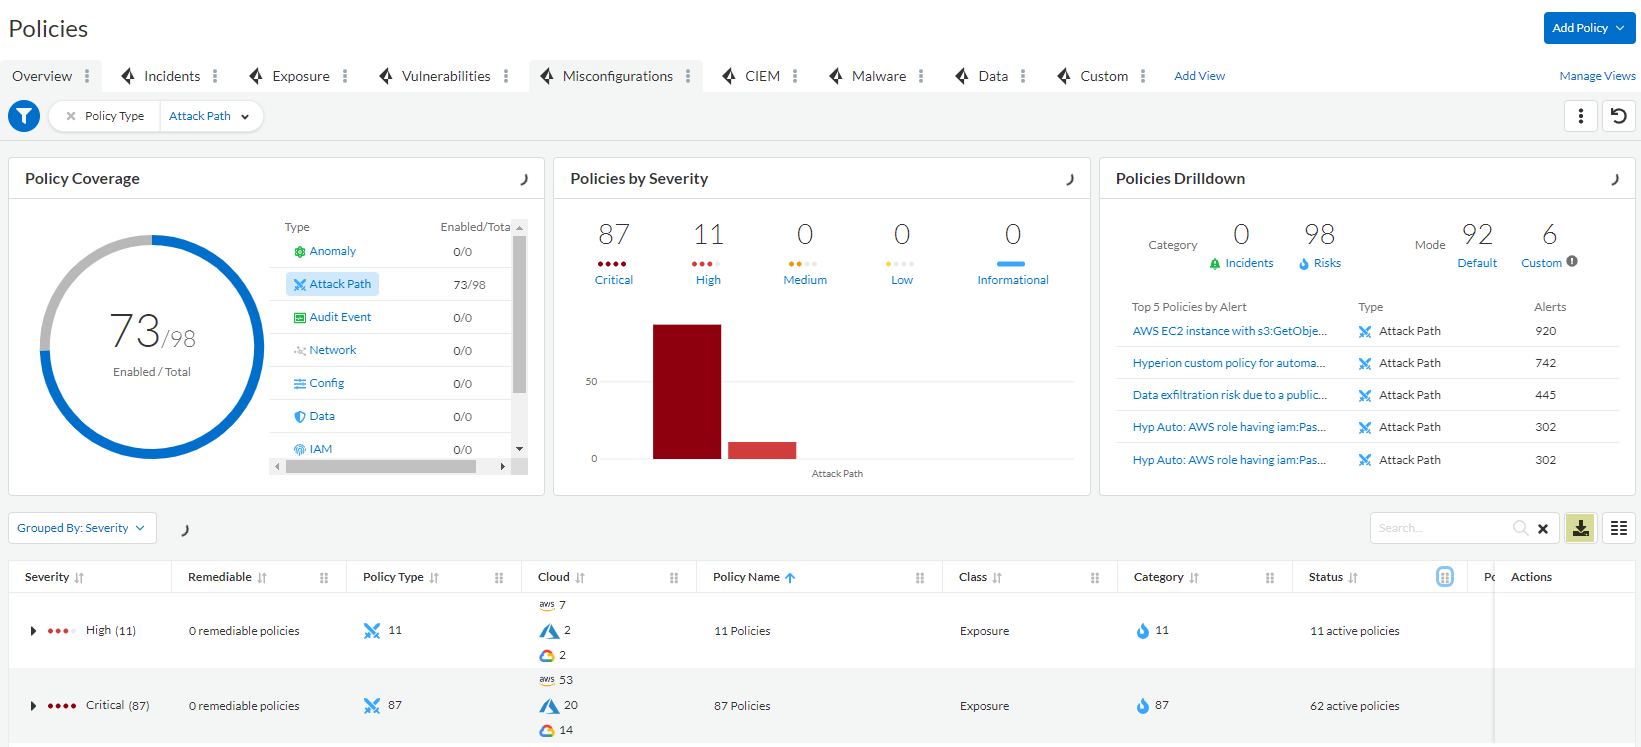 Policies
Add Policy
Overview
Incidents
Exposure
Vulnerabilities
Misconfigurations
CIEM
Malware
Data
Custom
Add View
Manage Views
Policy Type
Attack Path
Policy Coverage
73/98
Enabled / Total
Type Enabled/Tota
Anomaly 0/0
Attack Path 73/98
Audit Event 0/0
Network 0/0
Config 0/0
Data 0/0
IAM 0/0
Policies by Severity
87 11 0 0 0
Critical High Medium Low Informational
50
0
Attack Path
Policies Drilldown
Category 0 98 Mode 92 6
Incidents Risks Default Custom
Top 5 Policies by Alert Type Alerts
AWS EC2 instance with s3:GetObje... Attack Path 920
Hyperion custom policy for automa... Attack Path 742
Data exfiltration risk due to a public... Attack Path 445
Hyp Auto: AWS role having iam:Pas... Attack Path 302
Hyp Auto: AWS role having iam:Pas... Attack Path 302
Grouped By: Severity
Search...
Severity Remediable Policy Type Cloud Policy Name Class Category Status Actions
aws 7
High (11) 0 remediable policies 11 2 11 Policies Exposure 11 11 active policies
2
aws 53
Critical (87) 0 remediable policies 87 20 87 Policies Exposure 87 62 active policies
14